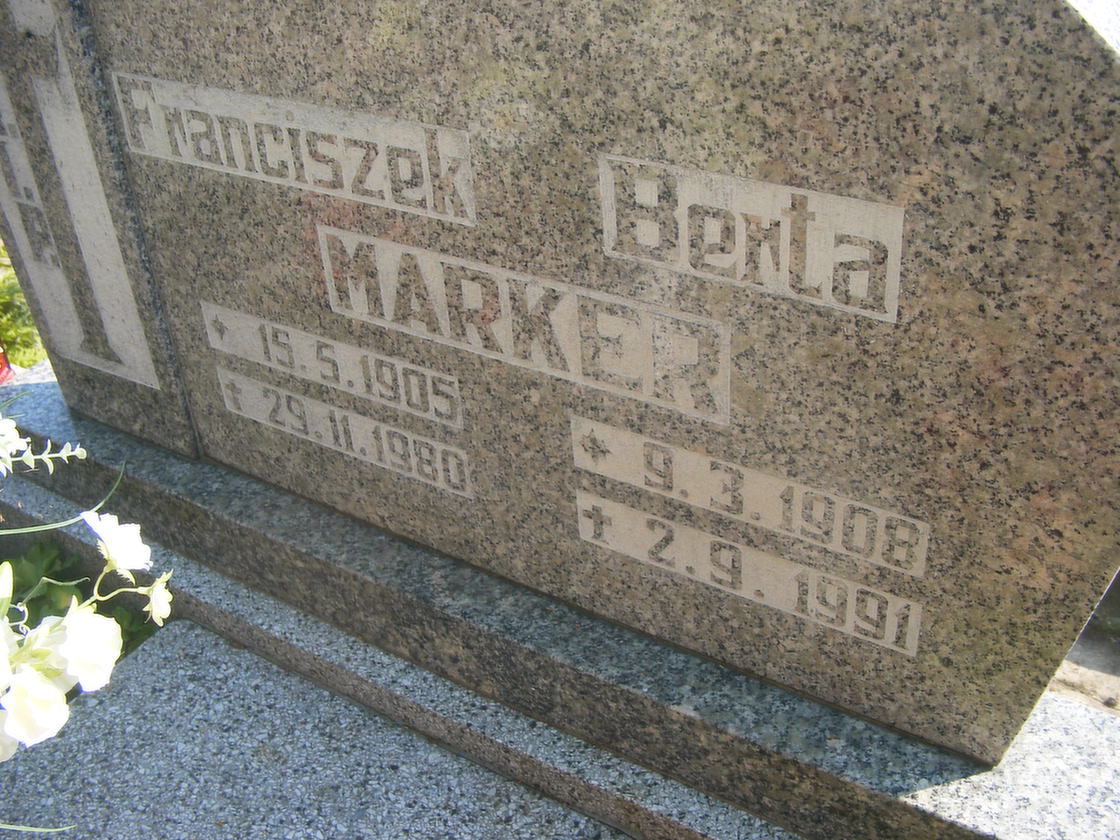 Franciszek
Berta
MARKER
15.5.1905
29.11.1980
9.3.1908
2.9.1991